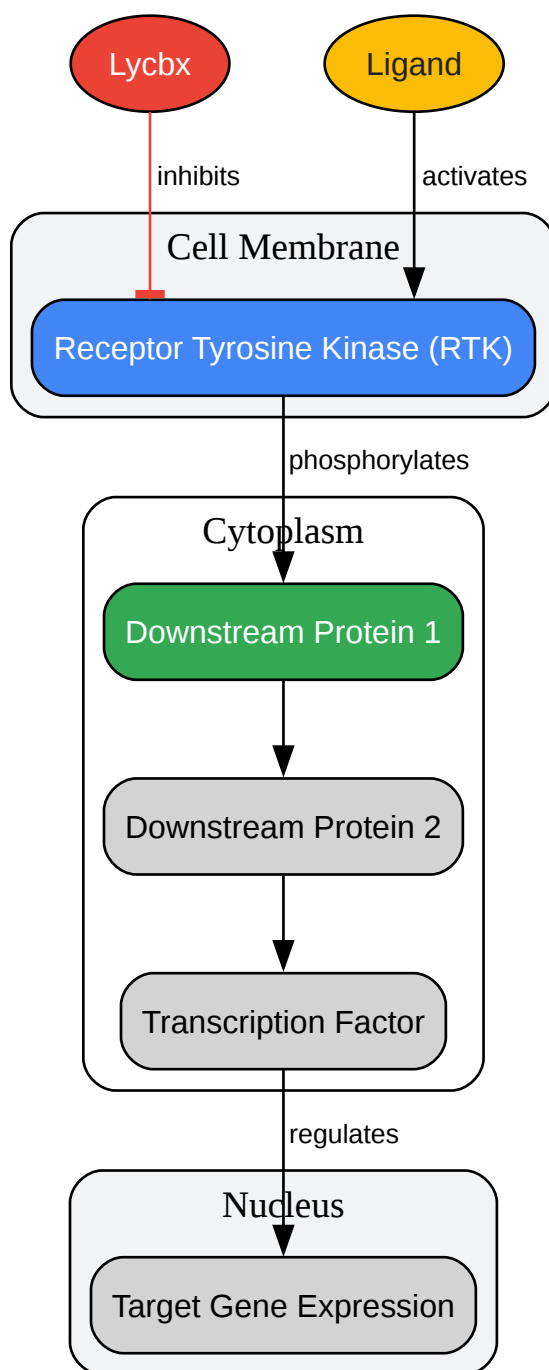 Lycbx
Ligand
inhibits
activates
Cell Membrane
Receptor Tyrosine Kinase (RTK)
phosphorylates
Cytoplasm
Downstream Protein 1
Downstream Protein 2
Transcription Factor
regulates
Nucleus
Target Gene Expression